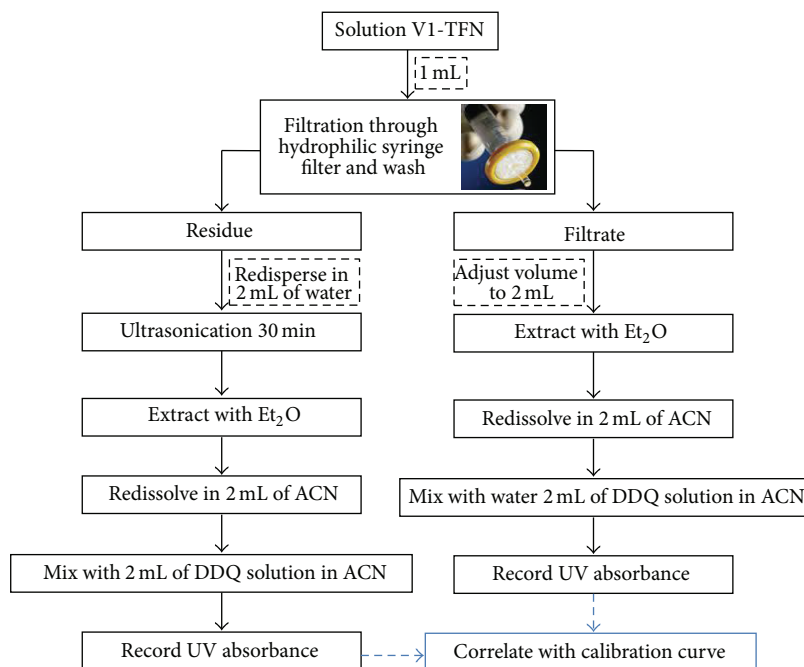 Solution V1-TFN
1 mL
Filtration through
hydrophilic syringe
filter and wash
Residue
Filtrate
Redisperse in
2 mL of water
Adjust volume
to 2 mL
Ultrasonication 30 min
Extract with Et₂O
Extract with Et₂O
Redissolve in 2 mL of ACN
Redissolve in 2 mL of ACN
Mix with water 2 mL of DDQ solution in ACN
Mix with 2 mL of DDQ solution in ACN
Record UV absorbance
Record UV absorbance
Correlate with calibration curve